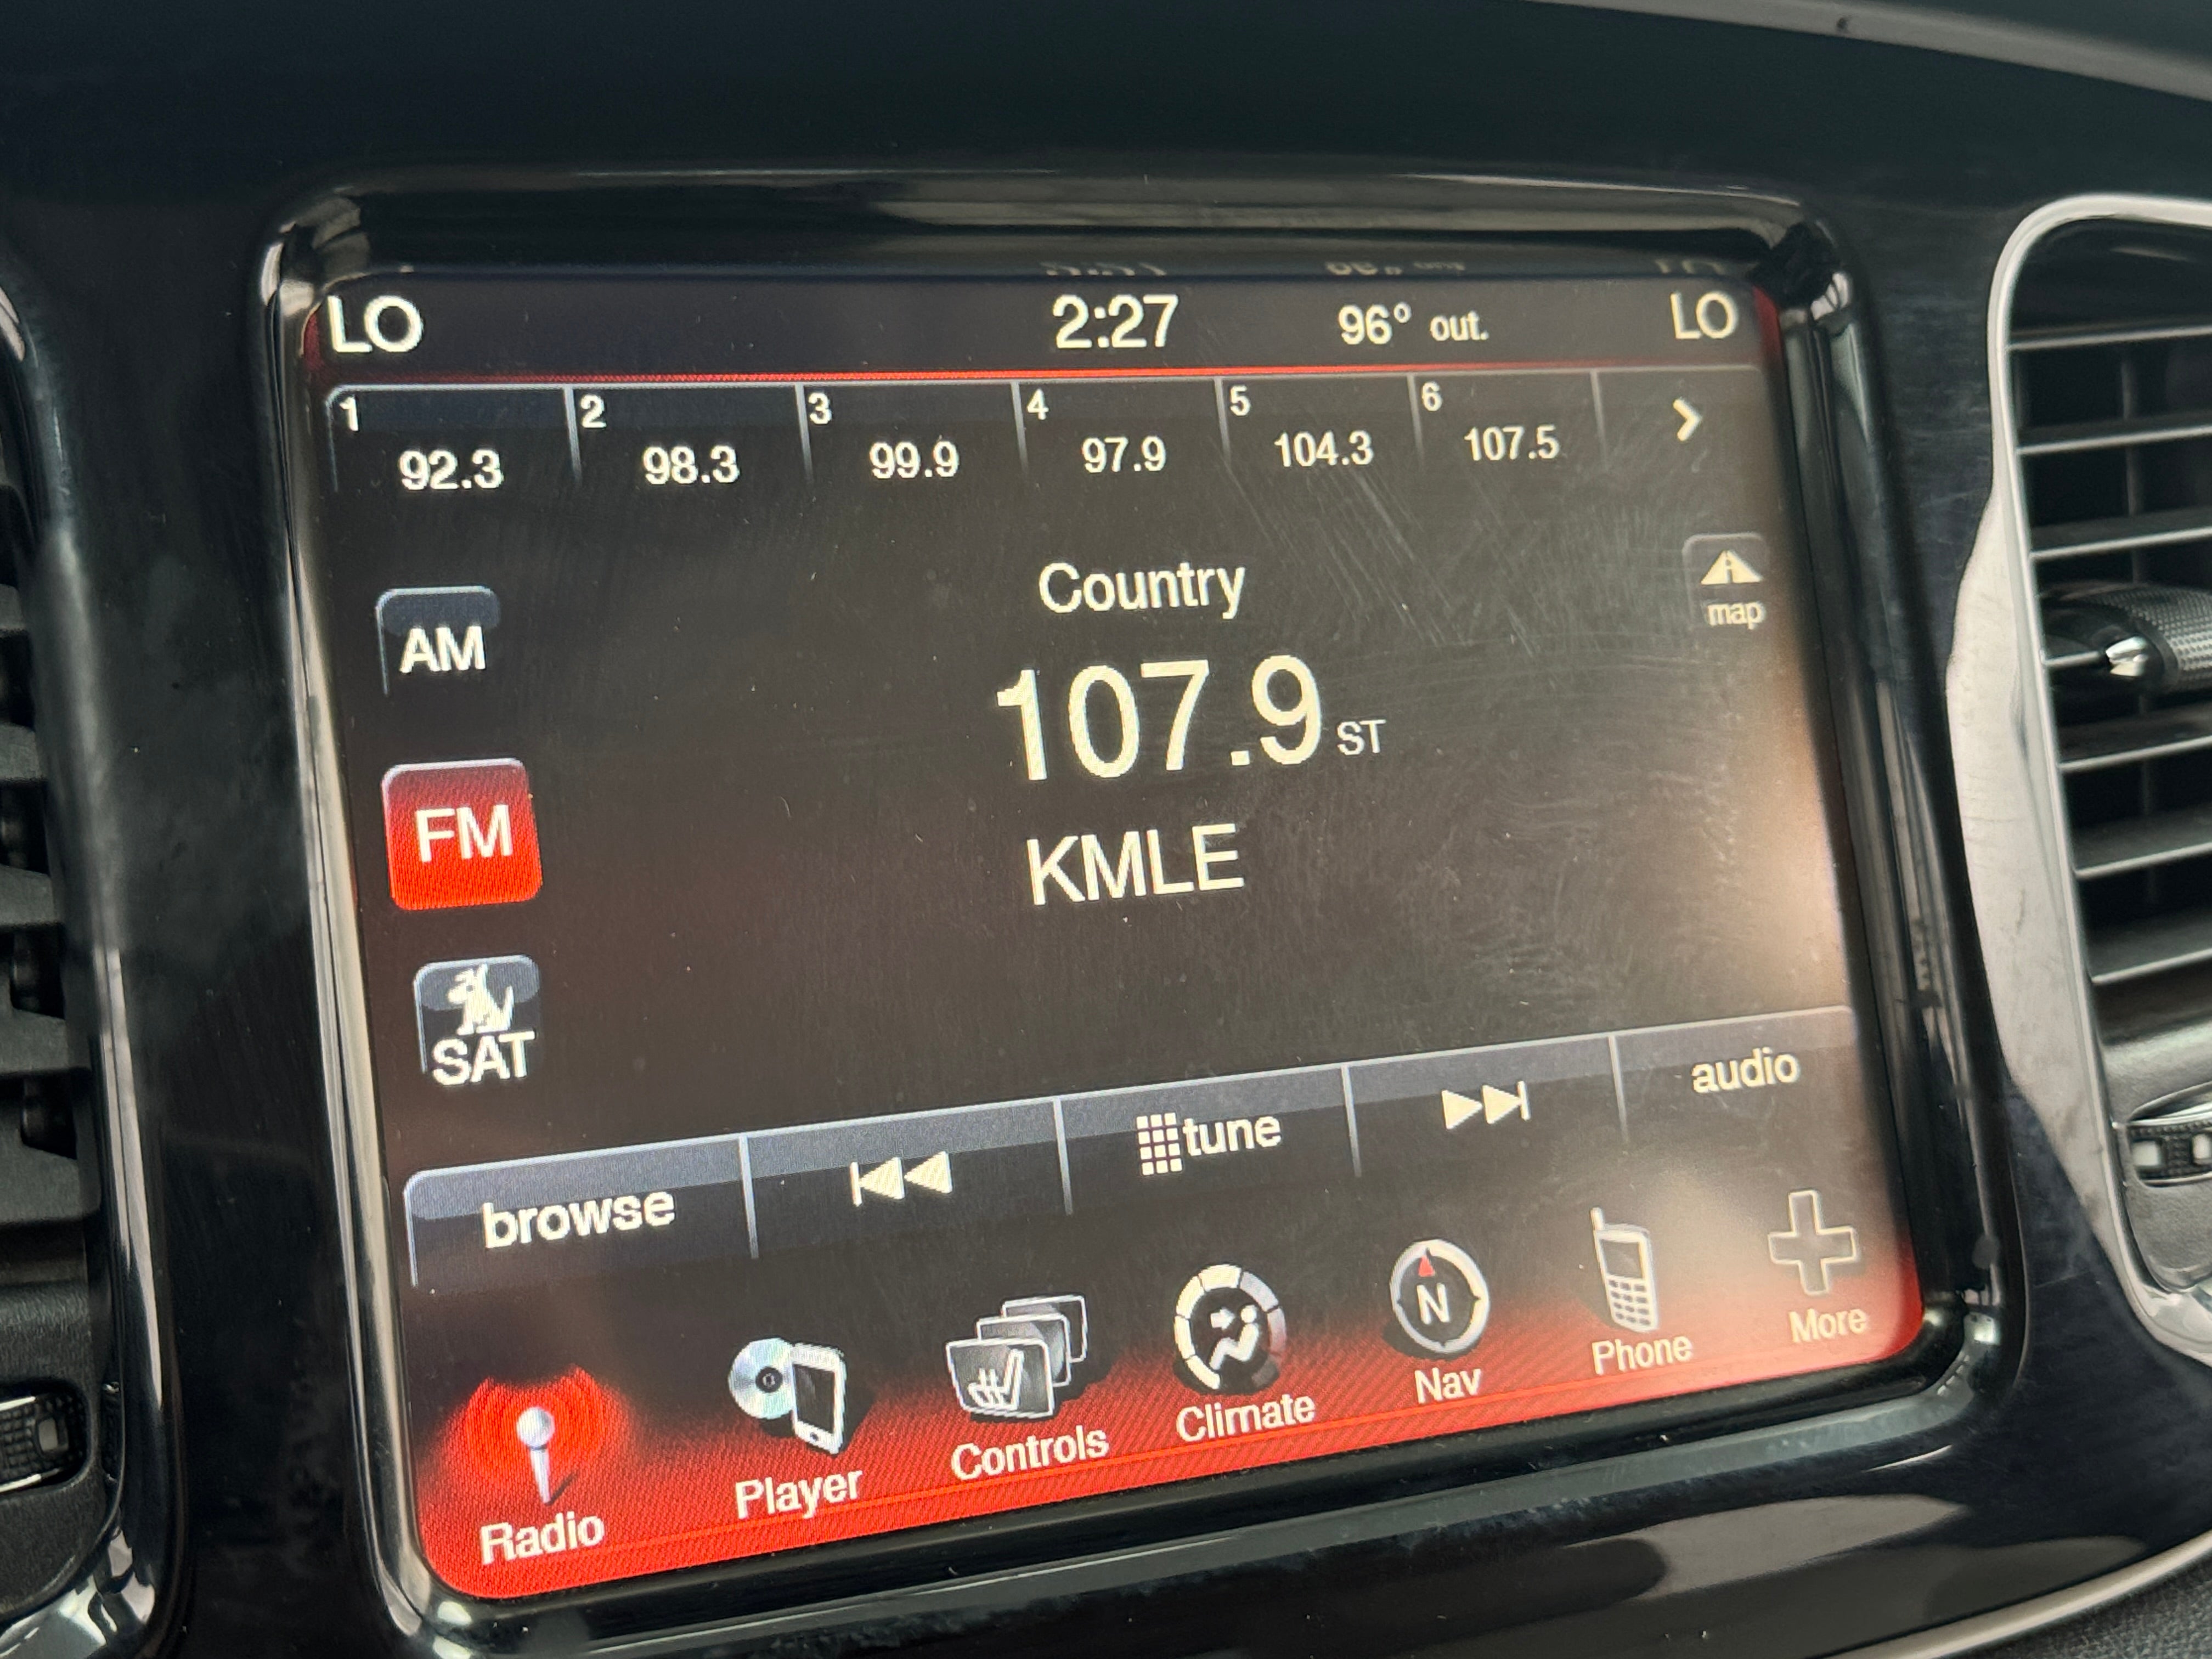 LO 2:27 96° out. LO
1 2 3 4 5 6
92.3 98.3 99.9 97.9 104.3 107.5
Country
map
AM
107.9 ST
FM
KMLE
SAT
browse tune audio
N
Radio Player Controls Climate Nav Phone More